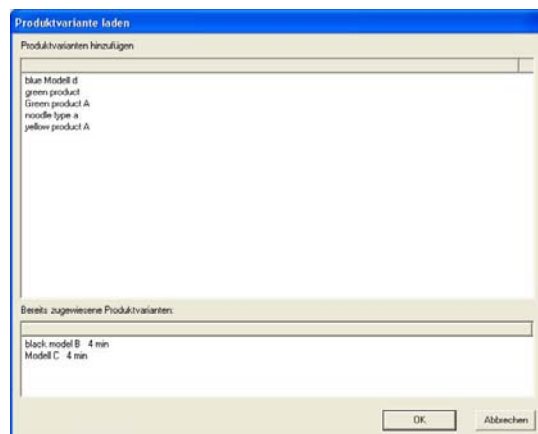 Produktvariante laden
Produktvarianten hinzufügen
blue Modell d
green product
Green product A
noodle type a
yellow product A
Bereits zugewiesene Produktvarianten:
black model B 4 min
Modell C 4 min
OK Abbrechen